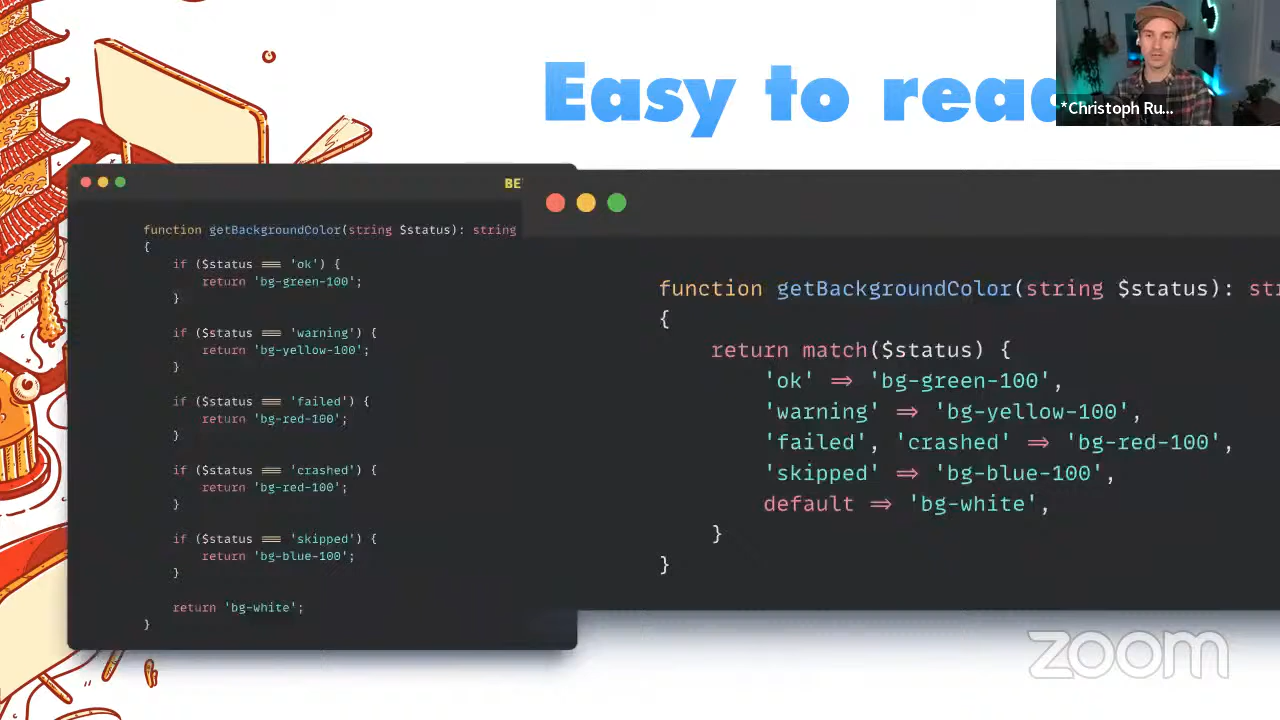 Easy to read
*Christoph Ru...
BE
function getBackgroundColor(string $status): string
{
if ($status === 'ok') {
return 'bg-green-100';
}
if ($status === 'warning') {
return 'bg-yellow-100';
}
if ($status === 'failed') {
return 'bg-red-100';
}
if ($status === 'crashed') {
return 'bg-red-100';
}
if ($status === 'skipped') {
return 'bg-blue-100';
}
return 'bg-white';
}
function getBackgroundColor(string $status): stri
{
return match($status) {
'ok' => 'bg-green-100',
'warning' => 'bg-yellow-100',
'failed', 'crashed' => 'bg-red-100',
'skipped' => 'bg-blue-100',
default => 'bg-white',
}
}
zoom